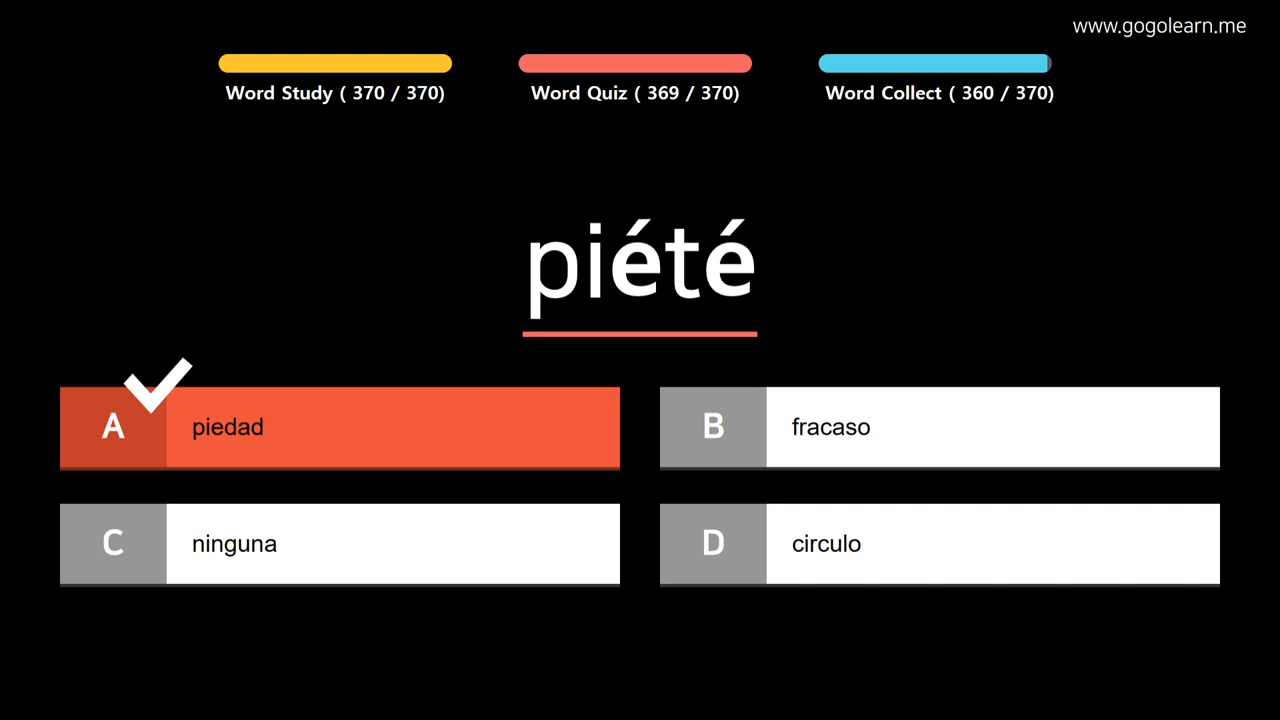 www.gogolearn.me
Word Study ( 370 / 370)
Word Quiz ( 369 / 370)
Word Collect ( 360 / 370)
piété
A piedad
B fracaso
C ninguna
D circulo